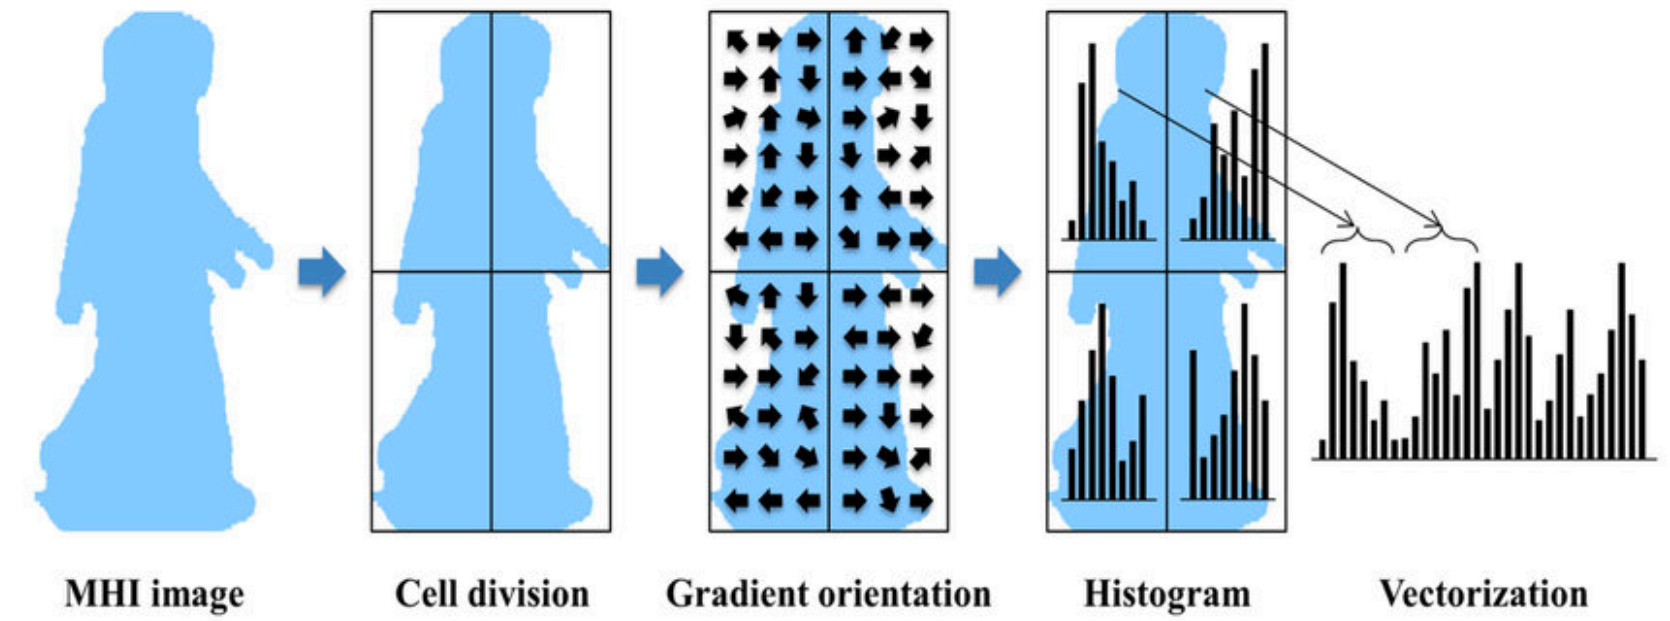 MHI image
Cell division
Gradient orientation
Histogram
Vectorization